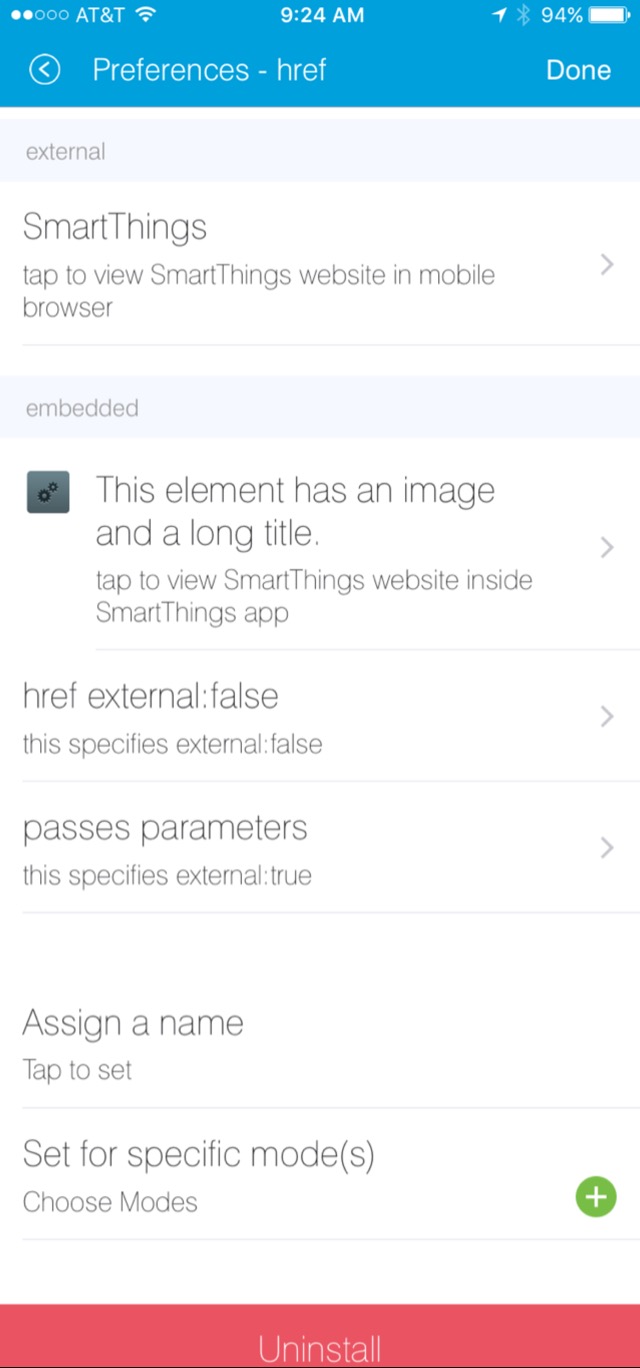 AT&T 9:24 AM 94%
Preferences - href Done
external
SmartThings
tap to view SmartThings website in mobile
browser
embedded
This element has an image
and a long title.
tap to view SmartThings website inside
SmartThings app
href external:false
this specifies external:false
passes parameters
this specifies external:true
Assign a name
Tap to set
Set for specific mode(s)
Choose Modes
Uninstall